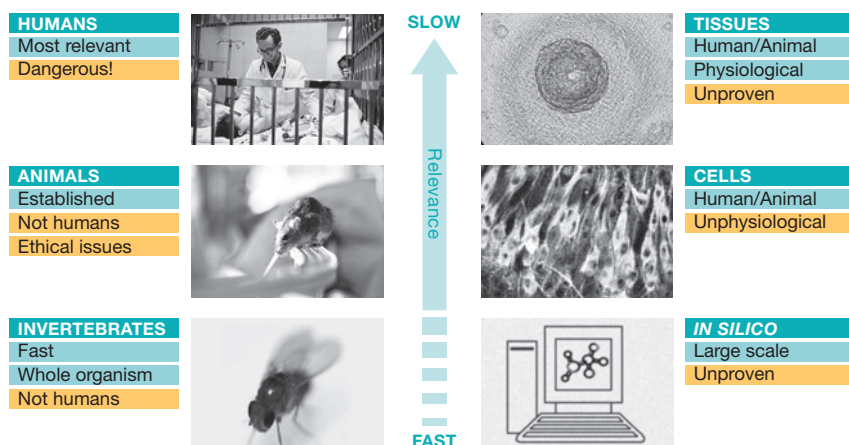 HUMANS
Most relevant
Dangerous!
SLOW
TISSUES
Human/Animal
Physiological
Unproven
Relevance
ANIMALS
Established
Not humans
Ethical issues
CELLS
Human/Animal
Unphysiological
INVERTEBRATES
Fast
Whole organism
Not humans
IN SILICO
Large scale
Unproven
FAST